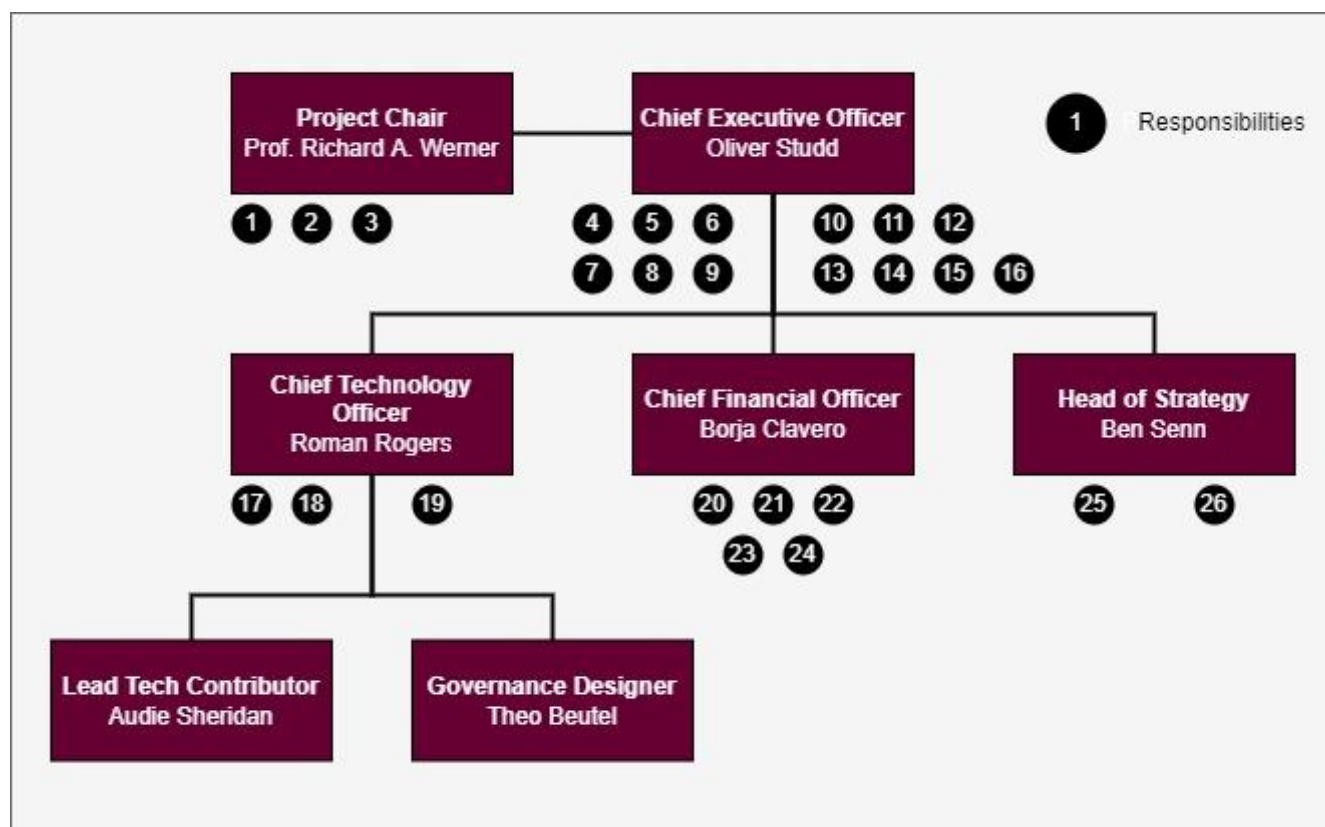 Project Chair
Prof. Richard A. Werner
Chief Executive Officer
Oliver Studd
1 Responsibilities
1 2 3
4 5 6
10 11 12
7 8 9
13 14 15 16
Chief Technology
Officer
Roman Rogers
Chief Financial Officer
Borja Clavero
Head of Strategy
Ben Senn
17 18 19
20 21 22
23 24
25 26
Lead Tech Contributor
Audie Sheridan
Governance Designer
Theo Beutel